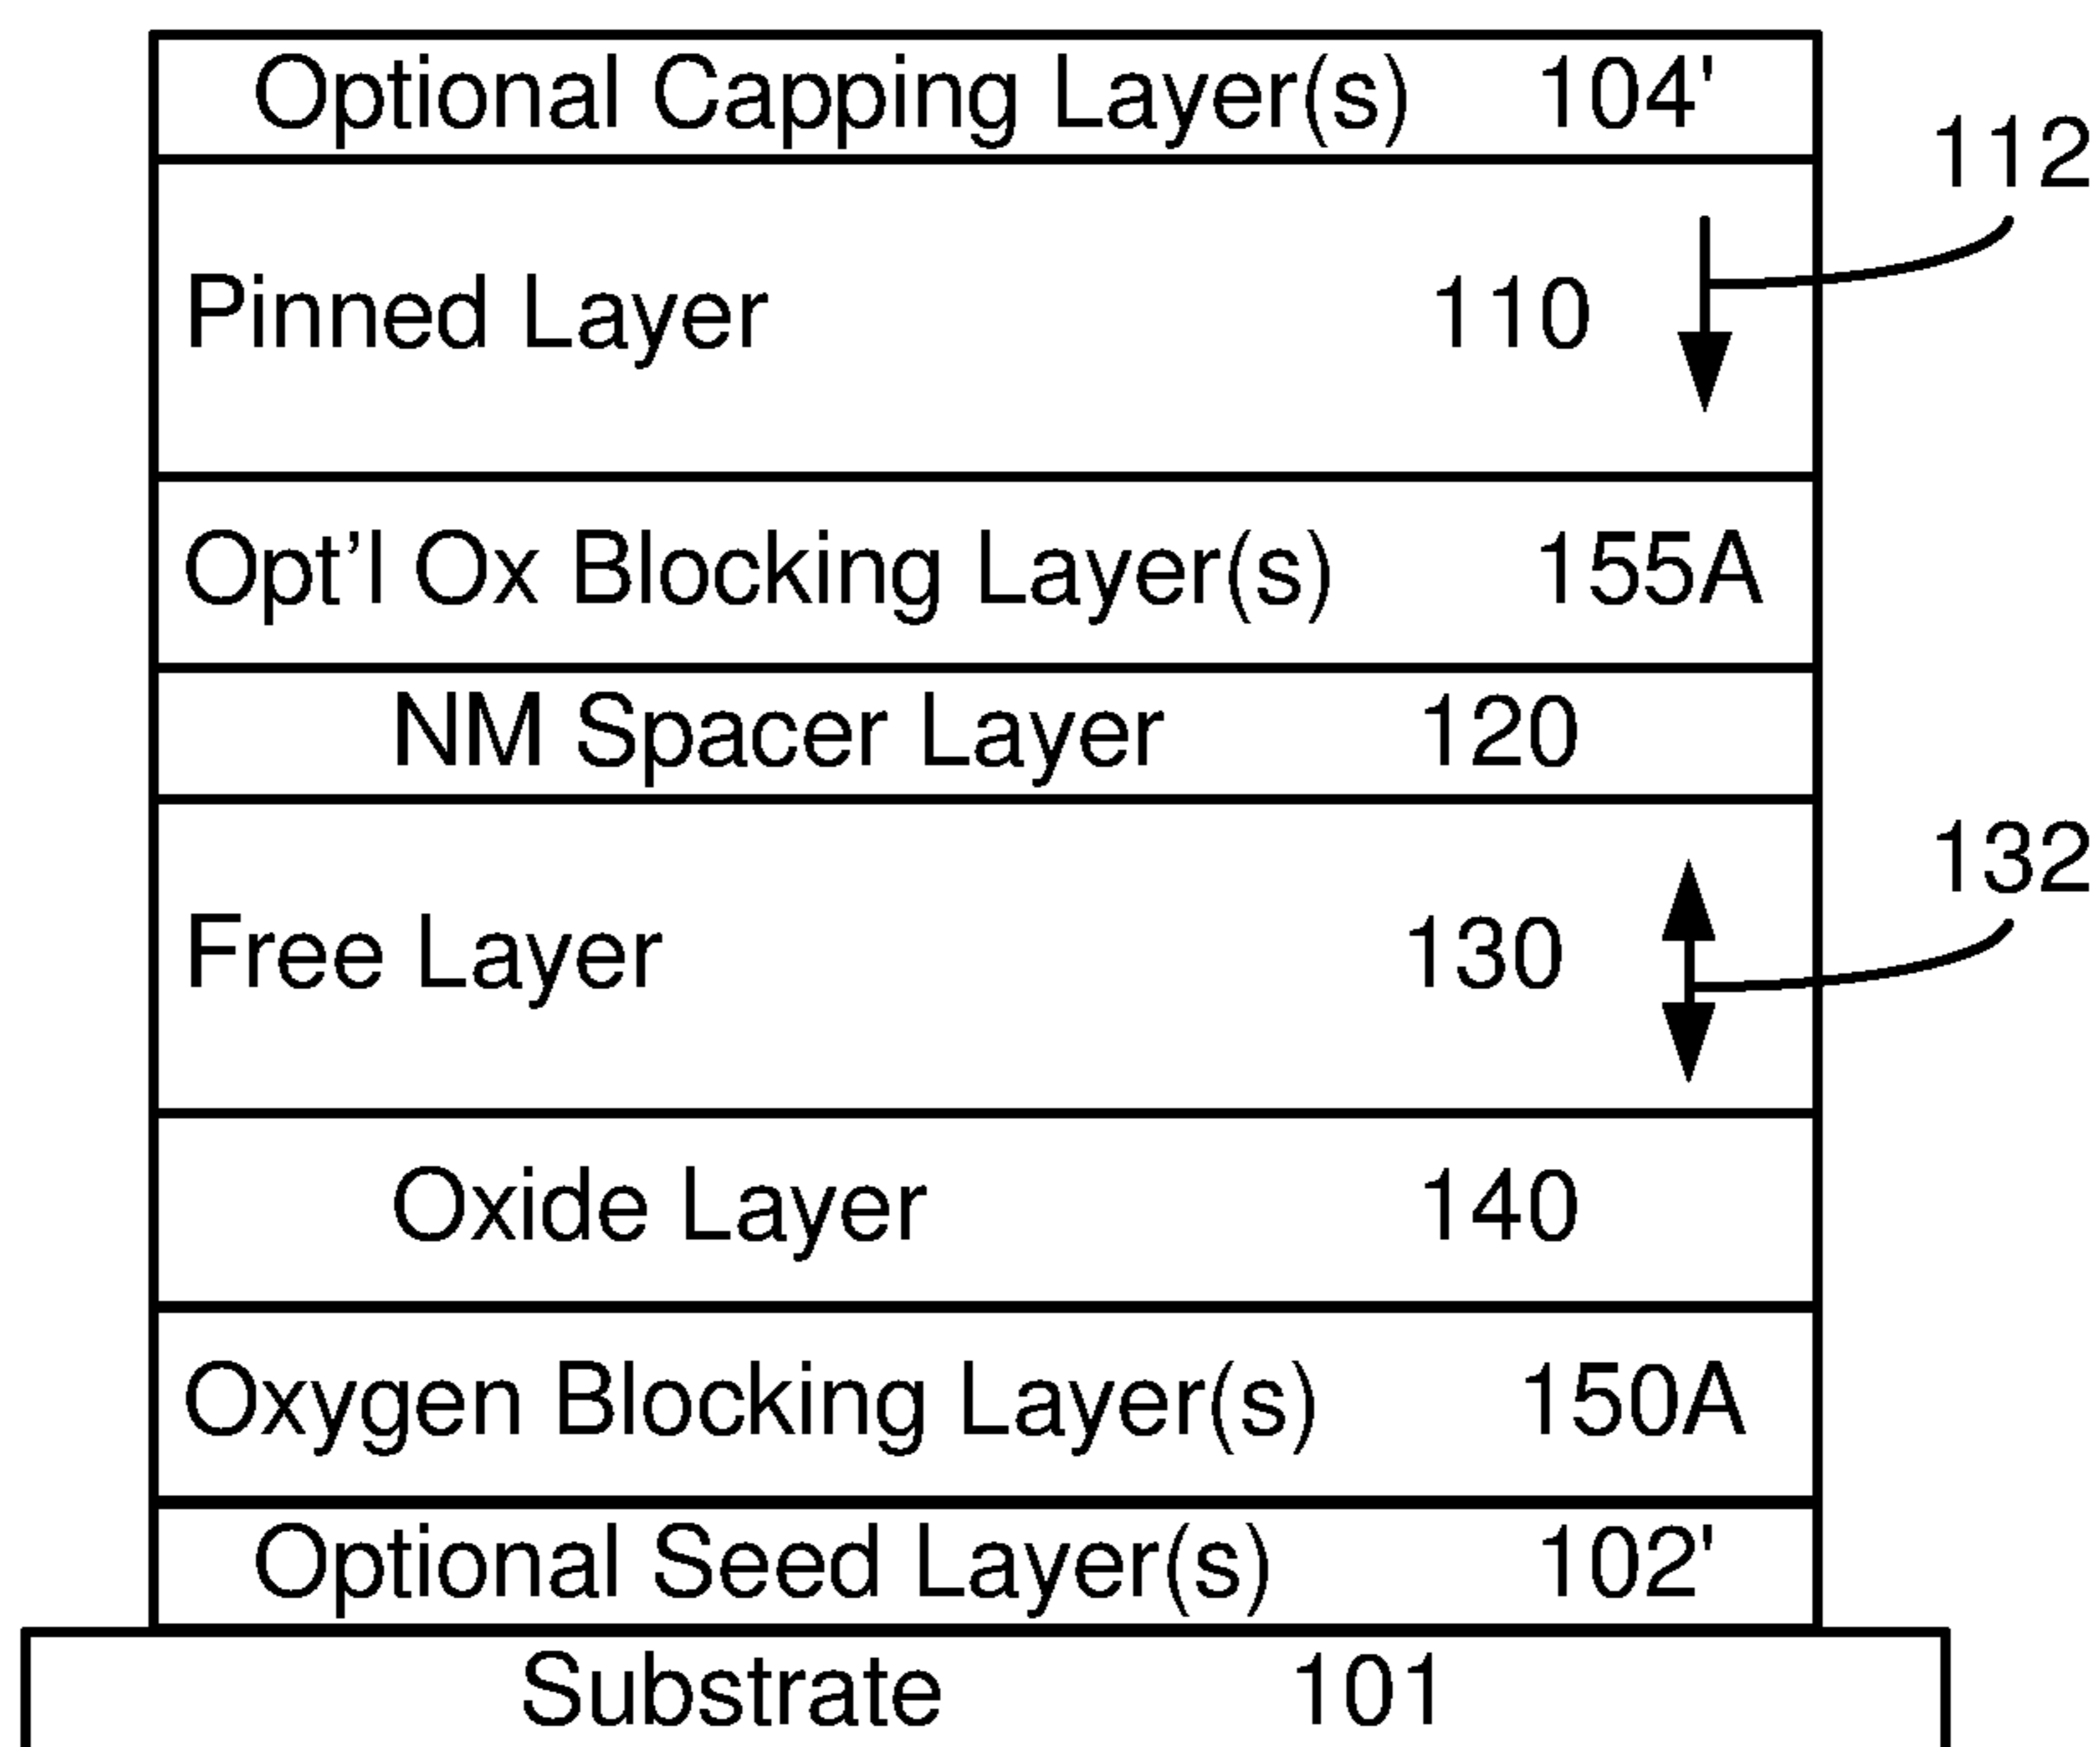 Optional Capping Layer(s) 104'
112
Pinned Layer 110
Opt’l Ox Blocking Layer(s) 155A
NM Spacer Layer 120
132
Free Layer 130
Oxide Layer 140
Oxygen Blocking Layer(s) 150A
Optional Seed Layer(s) 102'
Substrate 101